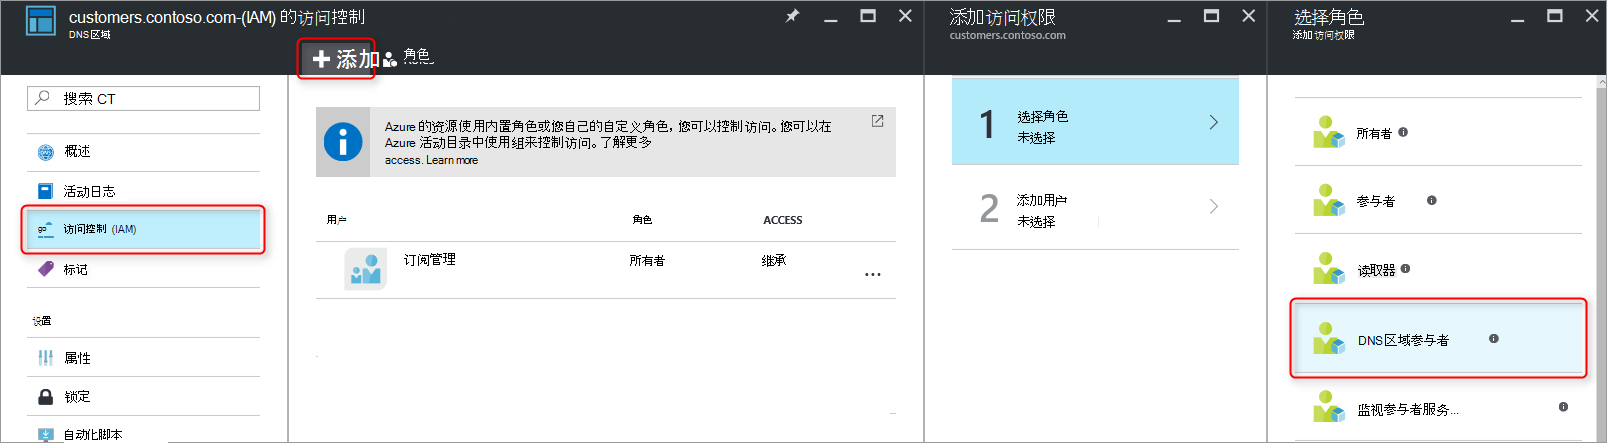 customers.contoso.com-(IAM) 的访问控制
DNS区域
添加
角色
搜索 CT
概述
活动日志
访问控制 (IAM)
标记
设置
属性
锁定
自动化脚本
Azure 的资源使用内置角色或您自己的自定义角色, 您可以控制访问。您可以在
Azure 活动目录中使用组来控制访问。了解更多
access. Learn more
用户 角色 ACCESS
订阅管理 所有者 继承
添加访问权限
customers.contoso.com
1 选择角色
未选择
2 添加用户
未选择
选择角色
添加访问权限
所有者
参与者
读取器
DNS区域参与者
监视参与者服务...